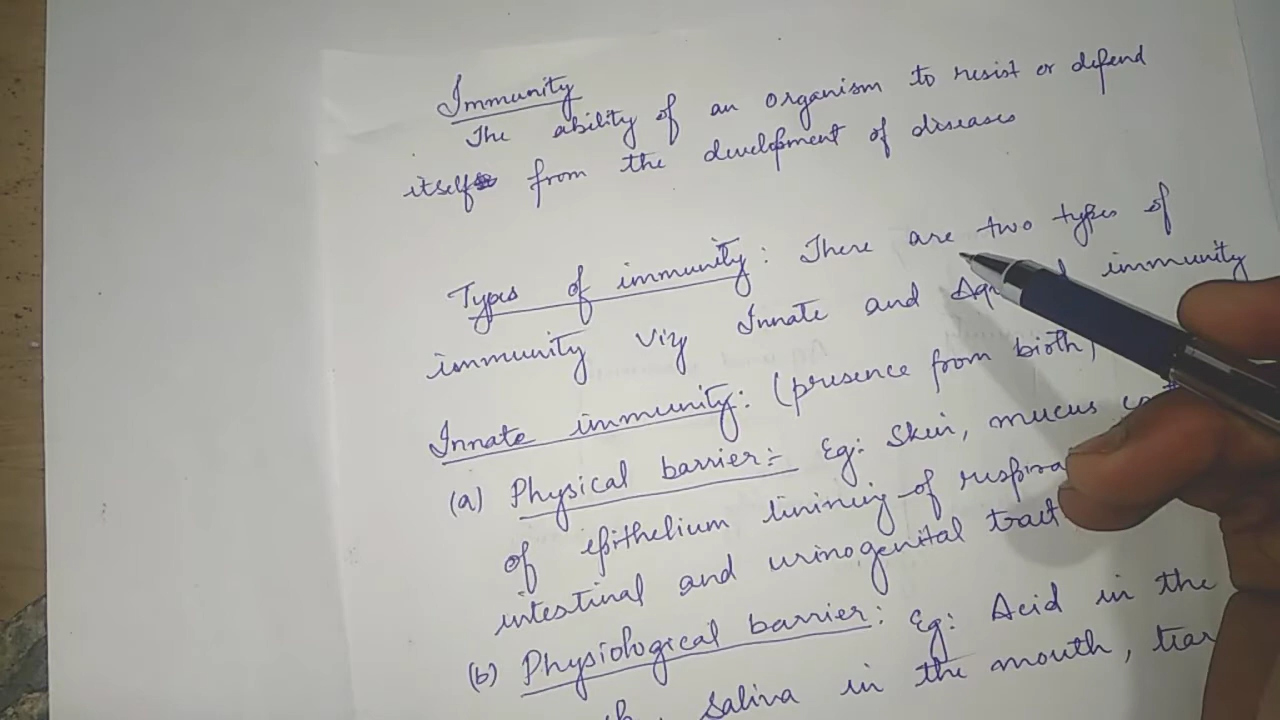 Immunity
The ability of an organism to resist or defend
itself from the development of diseases
Types of immunity: There are two types of
immunity viz Innate and immunity
Innate immunity: (presence from birth)
(a) Physical barrier:- Eg: Skin, mucus
of epithelium lininig of
intestinal and urinogenital tract
(b) Physiological barrier: Eg: Acid in the
saliva in the mouth,